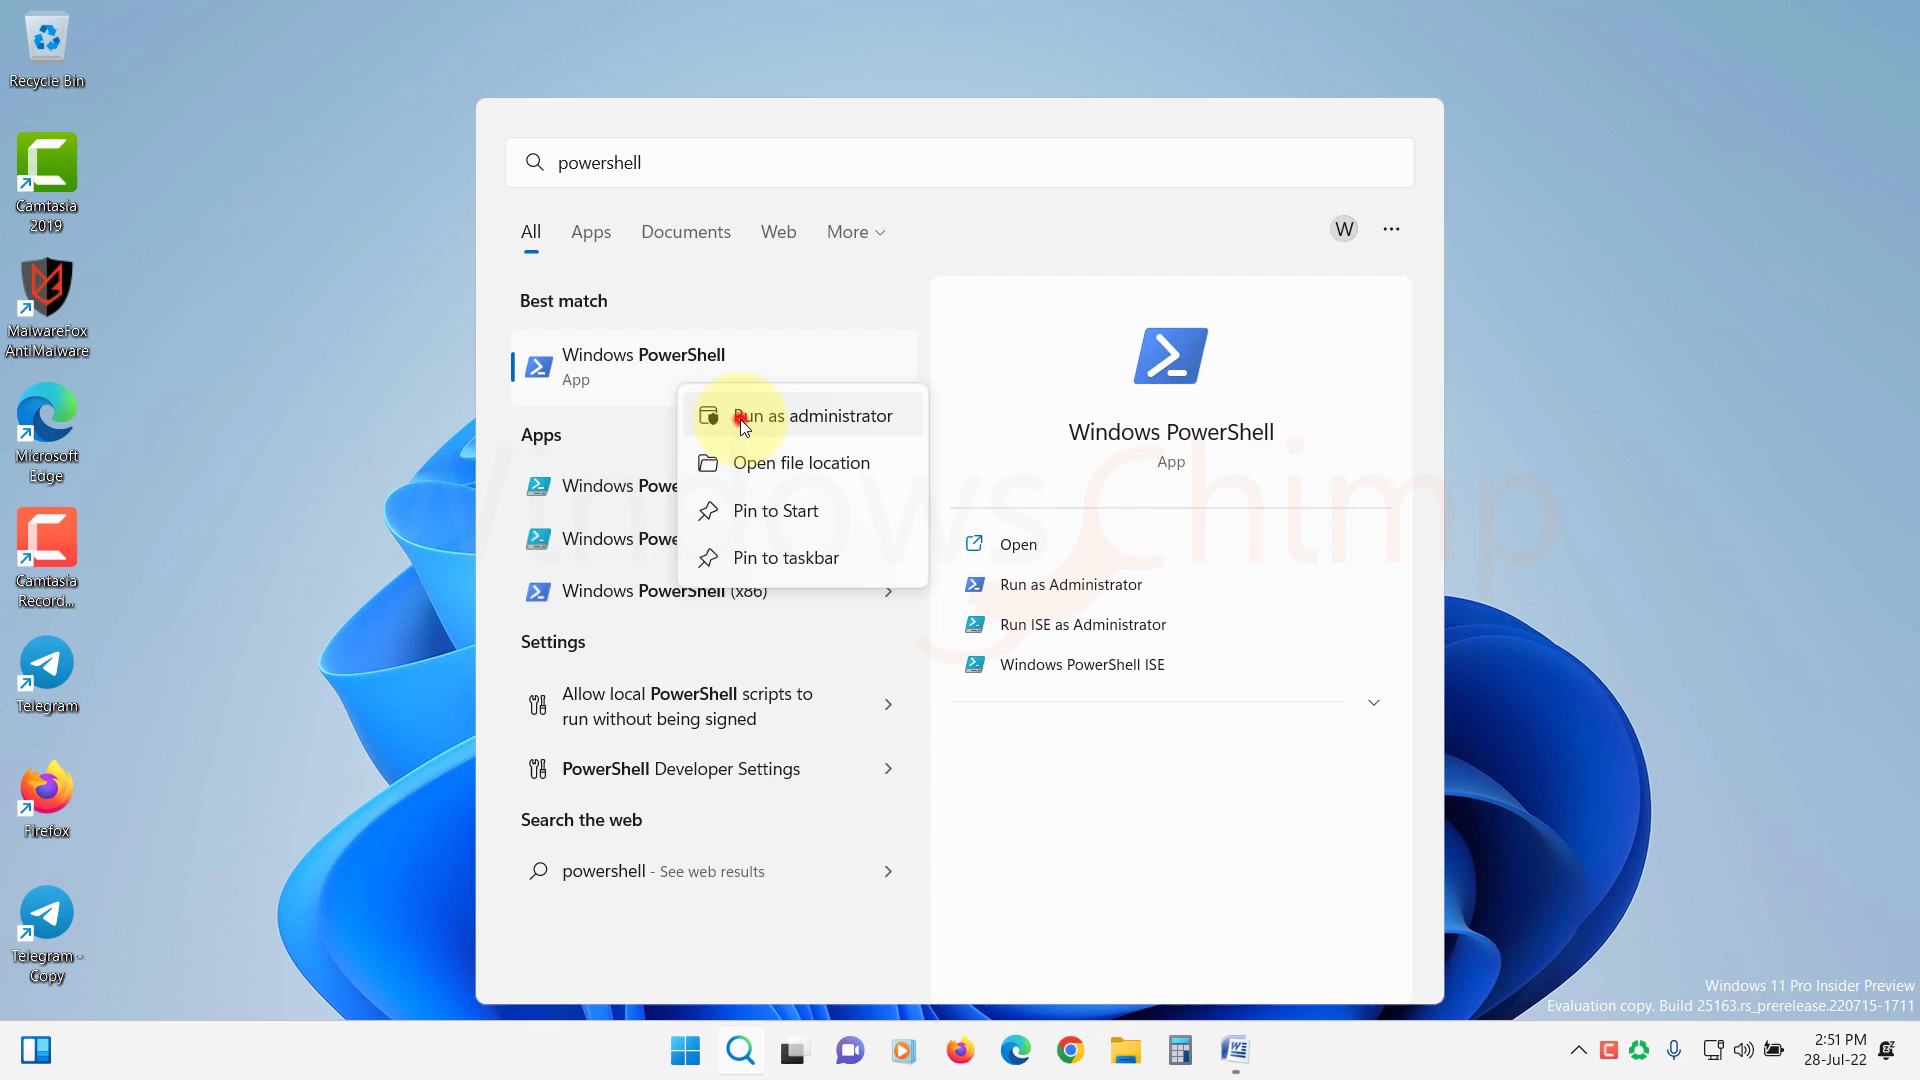 Recycle Bin
Camtasia
2019
MalwareFox
AntiMalware
Microsoft
Edge
Camtasia
Record...
Telegram
Firefox
Telegram -
Copy
powershell
All
Apps
Documents
Web
More
W
Best match
Windows PowerShell
App
Run as administrator
Open file location
Pin to Start
Pin to taskbar
Apps
Windows Powe
Windows Powe
Windows PowerShell (x86)
Settings
Allow local PowerShell scripts to
run without being signed
PowerShell Developer Settings
Search the web
powershell - See web results
Windows PowerShell
App
Open
Run as Administrator
Run ISE as Administrator
Windows PowerShell ISE
WindowsChimp
Windows 11 Pro Insider Preview
Evaluation copy. Build 25163.rs_prerelease.220715-1711
2:51 PM
28-Jul-22